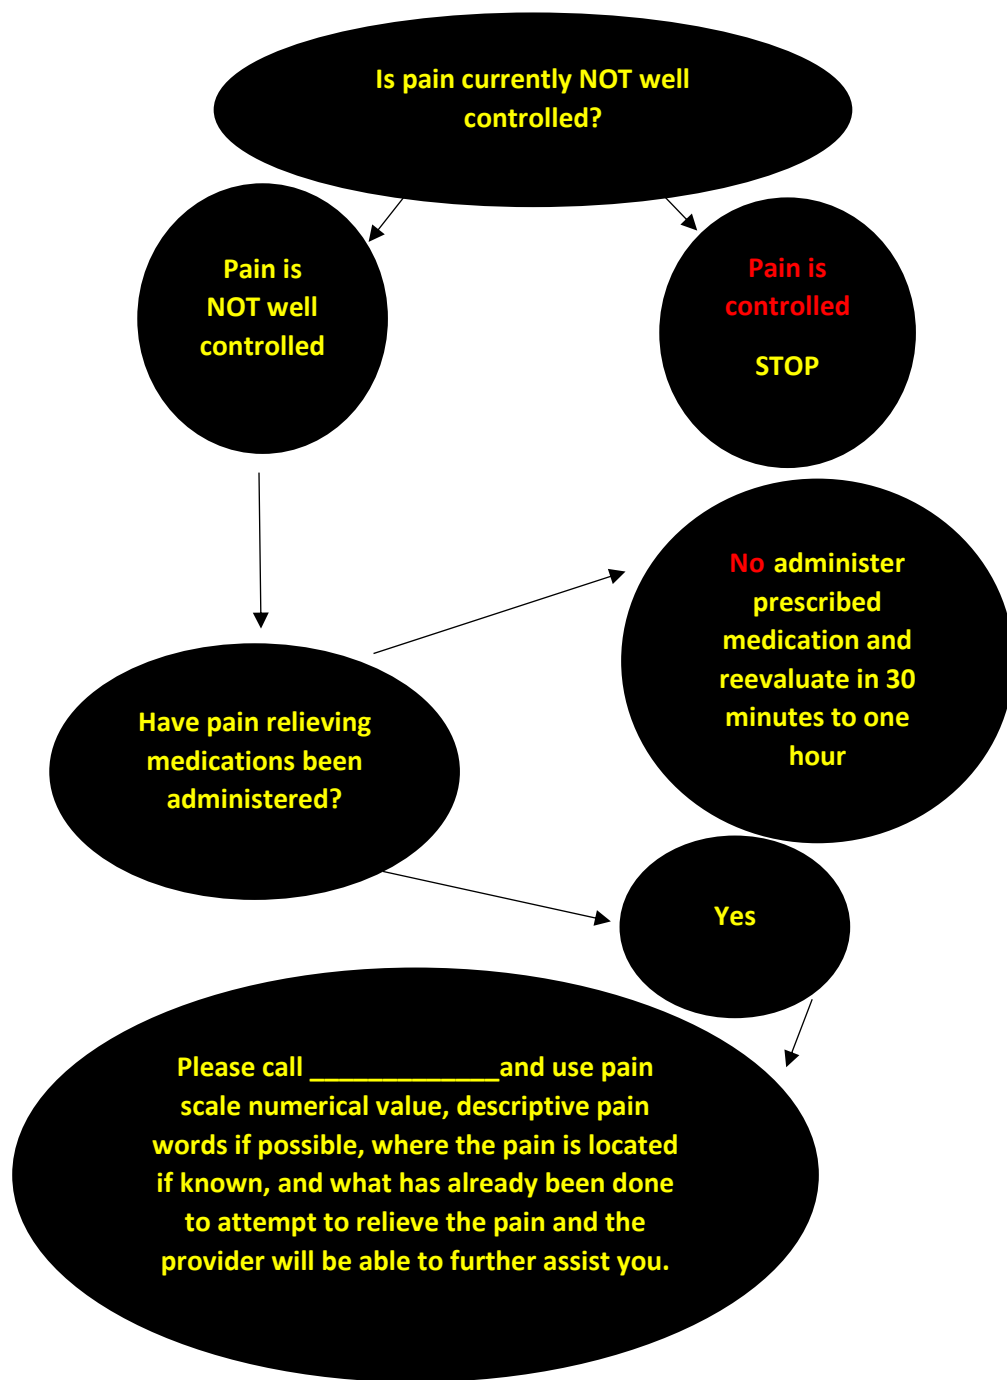 Is pain currently NOT well
controlled?
Pain is
NOT well
controlled
Pain is
controlled
STOP
No administer
prescribed
medication and
reevaluate in 30
minutes to one
hour
Have pain relieving
medications been
administered?
Yes
Please call _____________and use pain
scale numerical value, descriptive pain
words if possible, where the pain is located
if known, and what has already been done
to attempt to relieve the pain and the
provider will be able to further assist you.